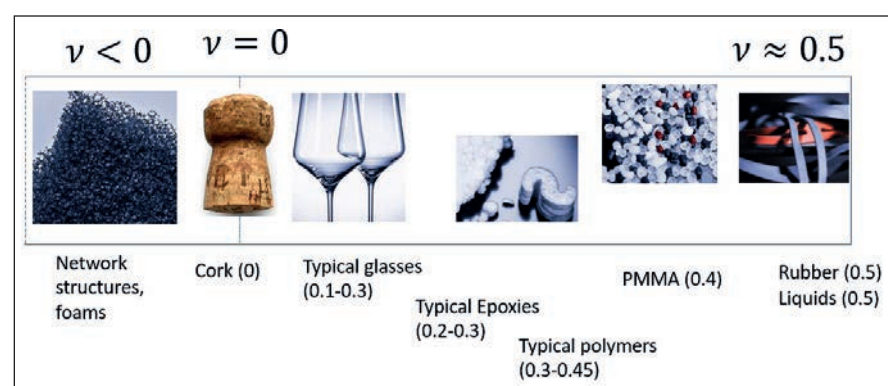 ν < 0
ν = 0
ν ≈ 0.5
Network
structures,
foams
Cork (0)
Typical glasses
(0.1-0.3)
Typical Epoxies
(0.2-0.3)
Typical polymers
(0.3-0.45)
PMMA (0.4)
Rubber (0.5)
Liquids (0.5)